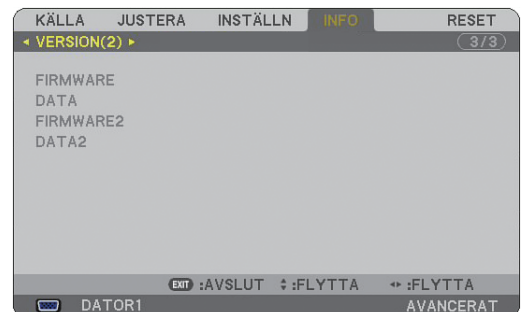 KÄLLA JUSTERA INSTÄLLN INFO RESET
◂ VERSION(2) ▸ 3/3
FIRMWARE
DATA
FIRMWARE2
DATA2
EXIT :AVSLUT :FLYTTA :FLYTTA
DATOR1 AVANCERAT